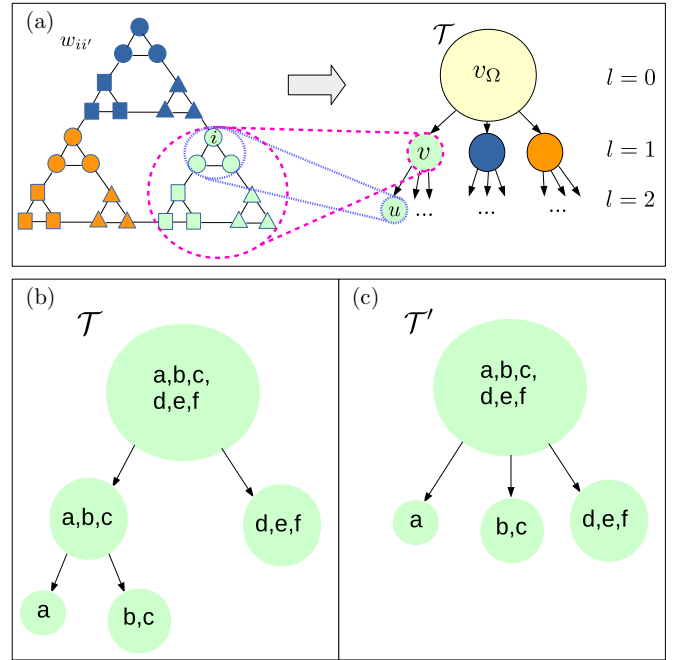 (a)
w_{ii'}
𝒯
v_Ω
l = 0
i
v
l = 1
u
...
...
...
l = 2
(b)
𝒯
a,b,c,
d,e,f
a,b,c
d,e,f
a
b,c
(c)
𝒯′
a,b,c,
d,e,f
a
b,c
d,e,f